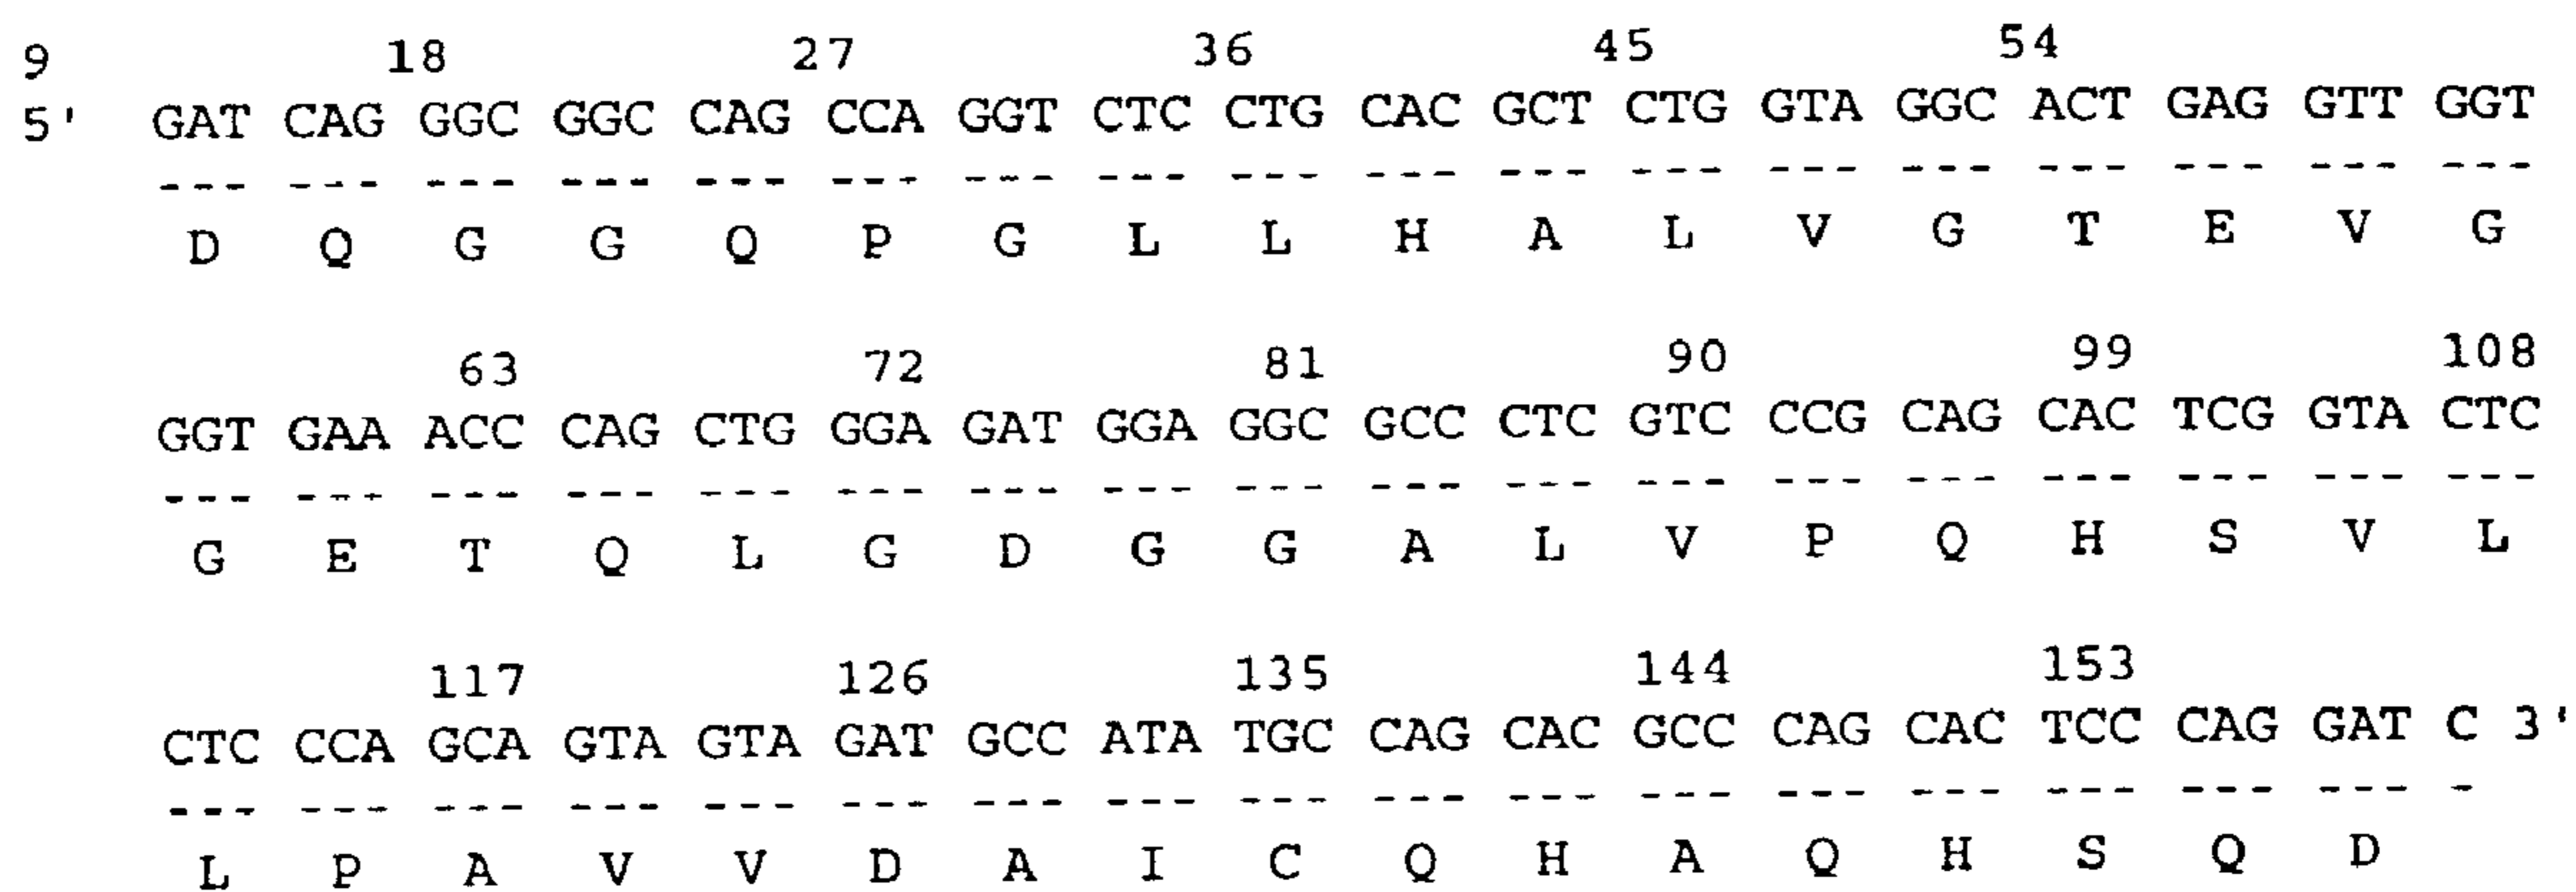 9 18 27 36 45 54
5' GAT CAG GGC GGC CAG CCA GGT CTC CTG CAC GCT CTG GTA GGC ACT GAG GTT GGT
--- --- --- --- --- --- --- --- --- --- --- --- --- --- --- --- --- ---
D Q G G Q P G L L H A L V G T E V G
63 72 81 90 99 108
GGT GAA ACC CAG CTG GGA GAT GGA GGC GCC CTC GTC CCG CAG CAC TCG GTA CTC
--- --- --- --- --- --- --- --- --- --- --- --- --- --- --- --- --- ---
G E T Q L G D G G A L V P Q H S V L
117 126 135 144 153
CTC CCA GCA GTA GTA GAT GCC ATA TGC CAG CAC GCC CAG CAC TCC CAG GAT C 3'
--- --- --- --- --- --- --- --- --- --- --- --- --- --- --- --- --- -
L P A V V D A I C Q H A Q H S Q D